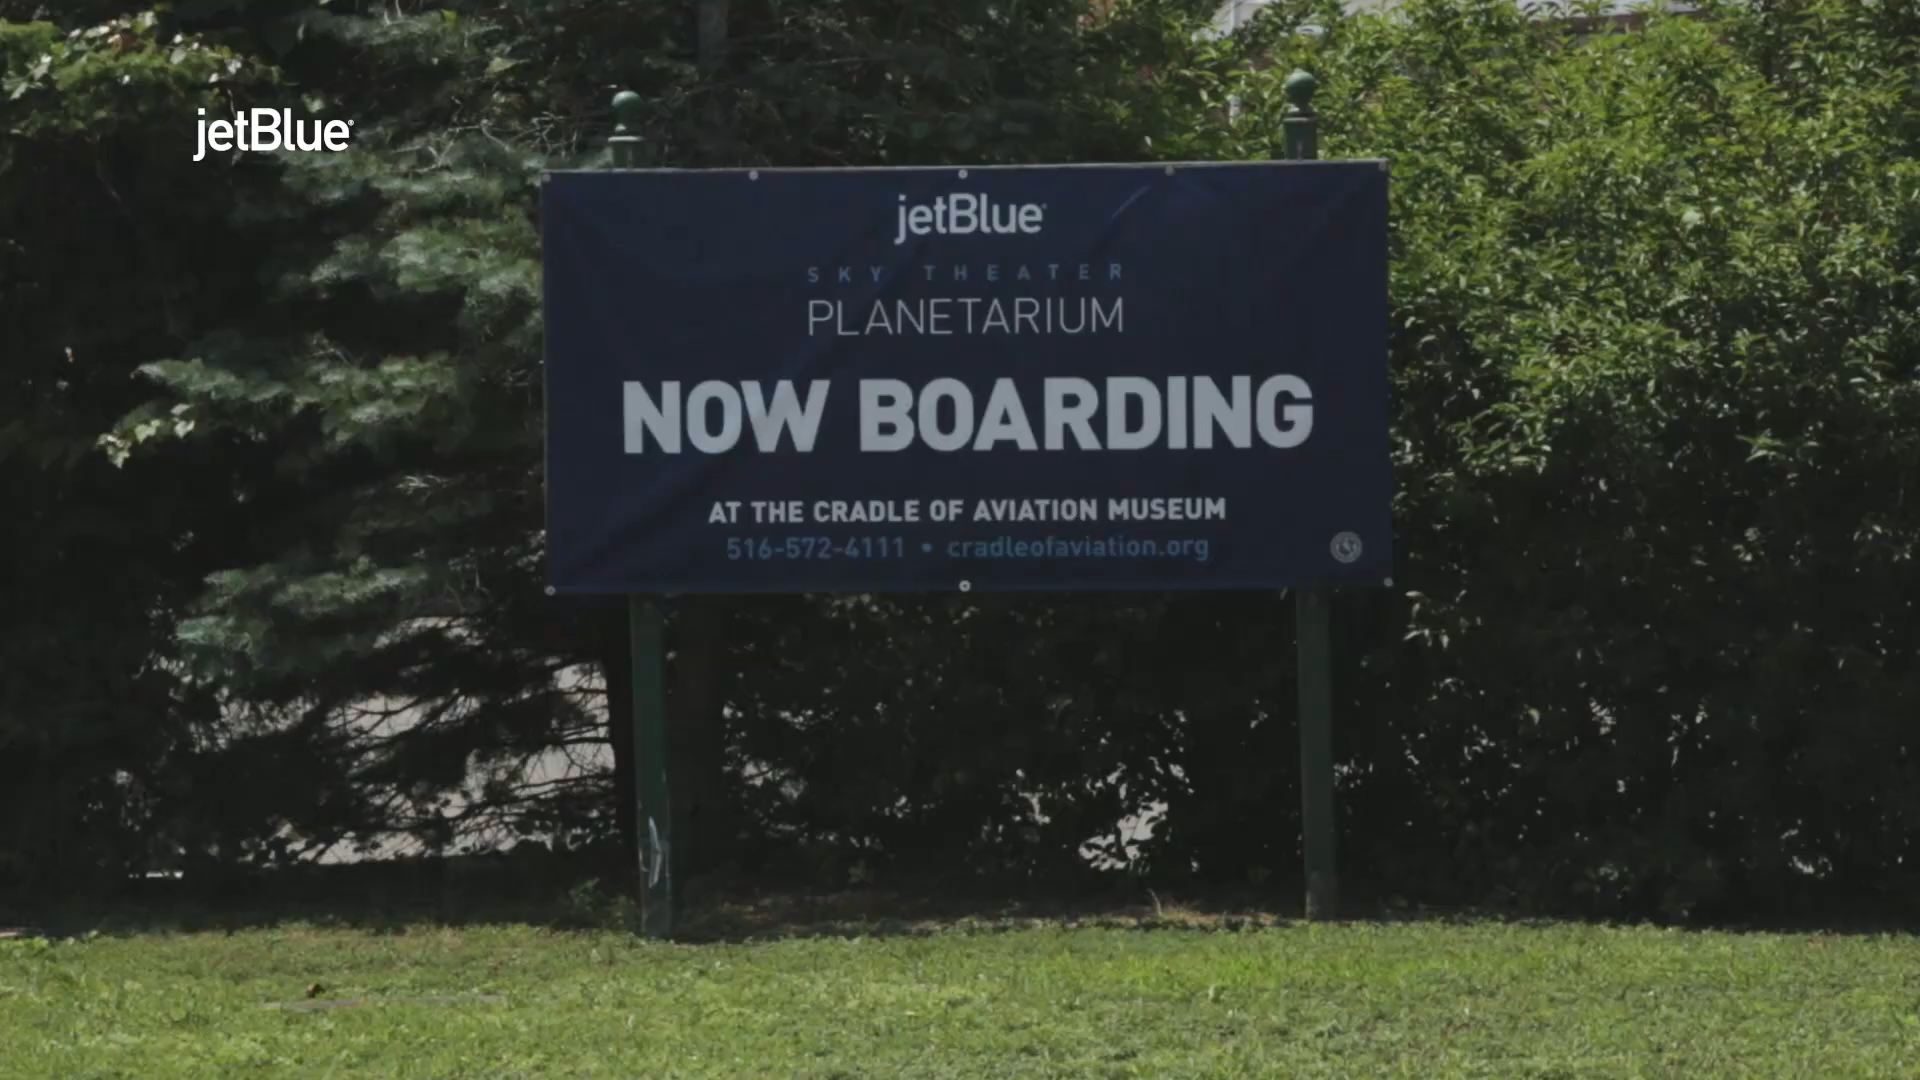 jetBlue
jetBlue
SKY THEATER
PLANETARIUM
NOW BOARDING
AT THE CRADLE OF AVIATION MUSEUM
516-572-4111 • cradleofaviation.org